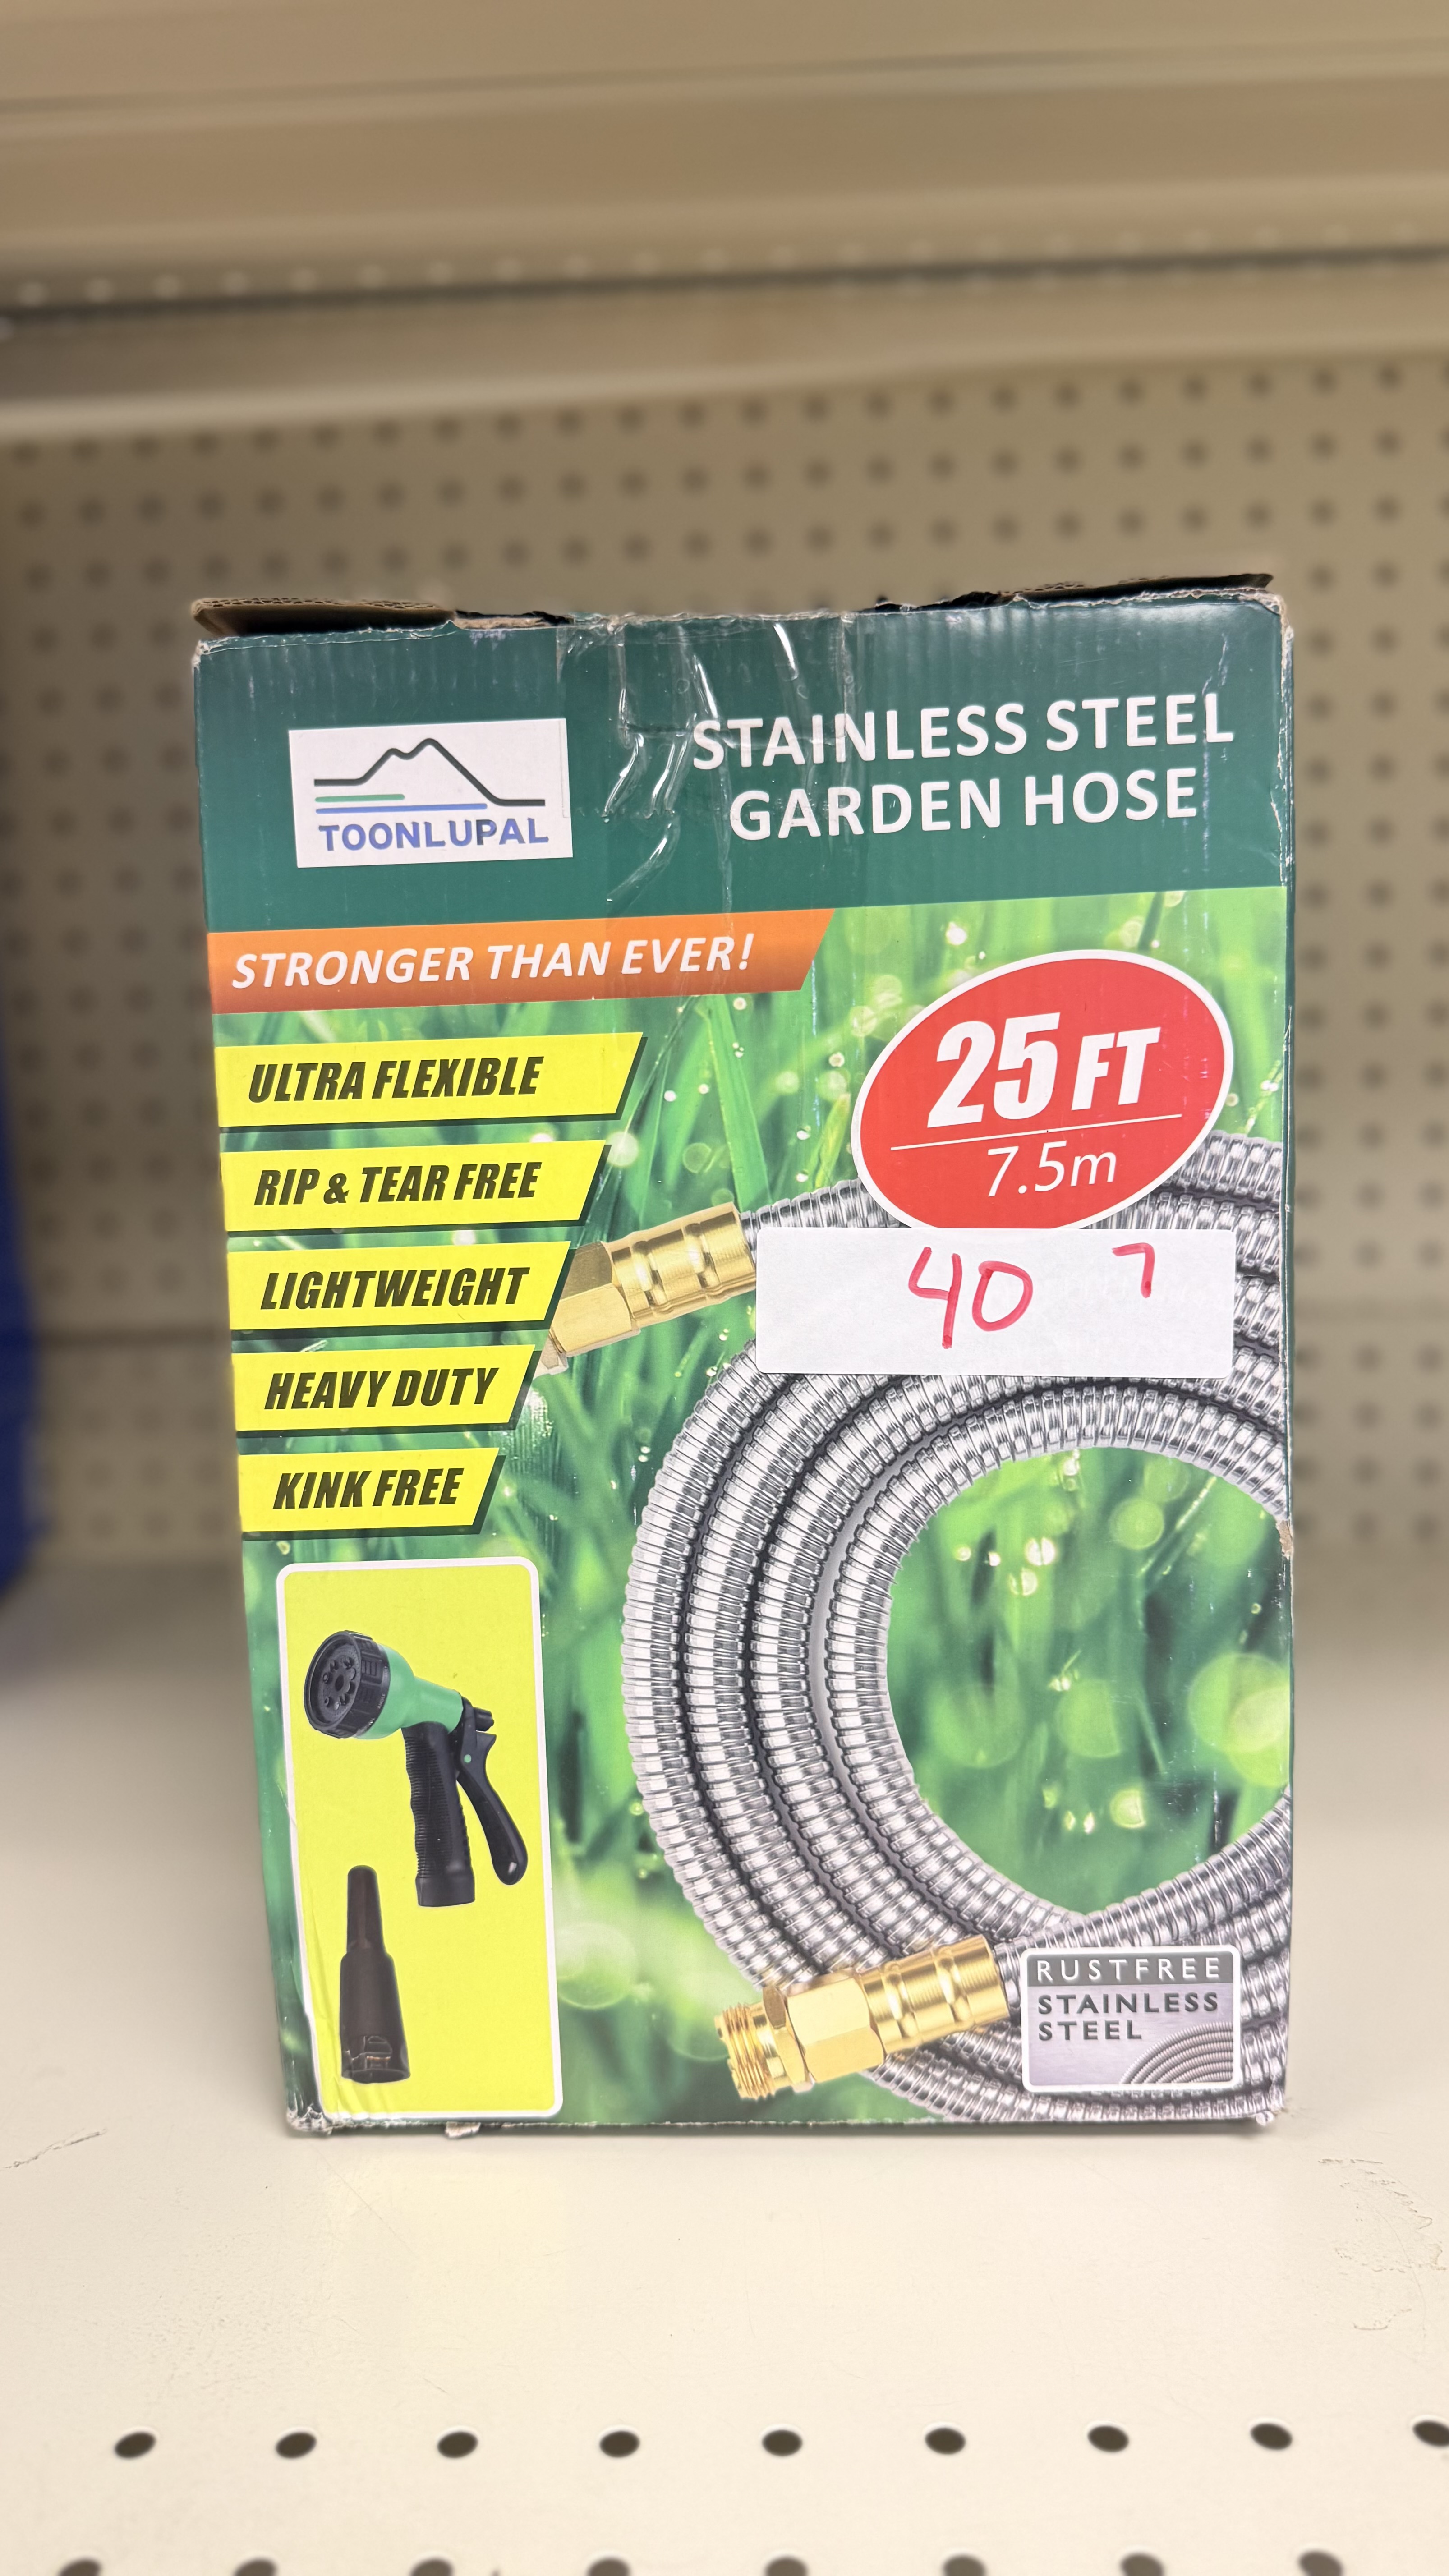 TOONLUPAL
STAINLESS STEEL
GARDEN HOSE
STRONGER THAN EVER!
ULTRA FLEXIBLE
RIP & TEAR FREE
LIGHTWEIGHT
HEAVY DUTY
KINK FREE
25 FT
7.5m
40 7
RUSTFREE
STAINLESS
STEEL